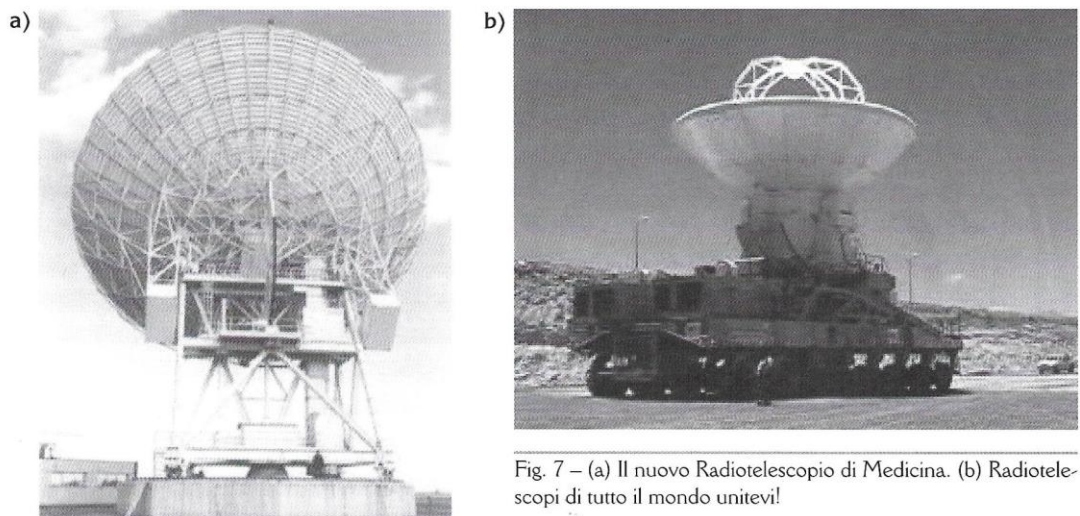 a)
b)
Fig. 7 – (a) Il nuovo Radiotelescopio di Medicina. (b) Radiotele-
scopi di tutto il mondo unitevi!